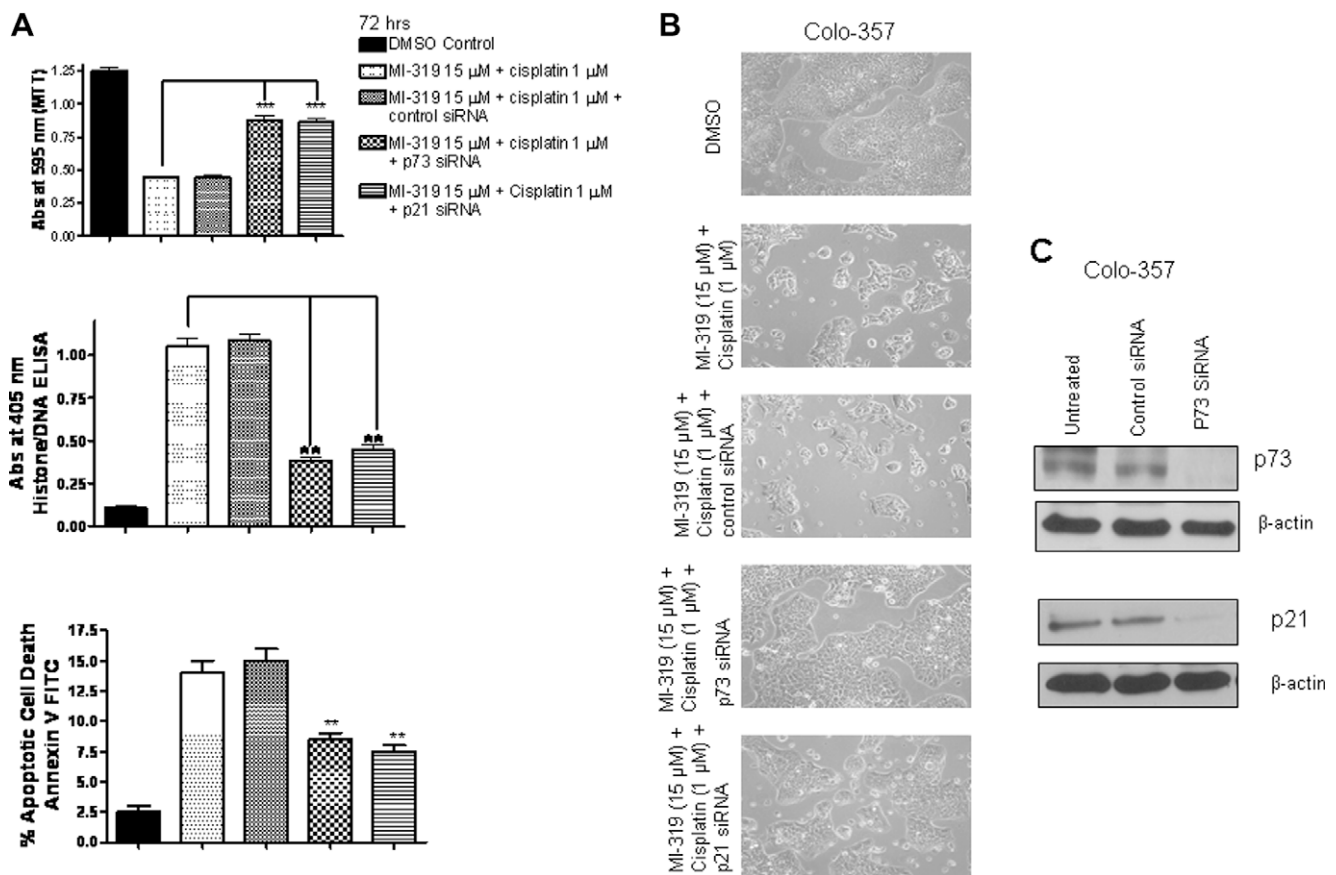 A
72 hrs
DMSO Control
MI-319 15 µM + cisplatin 1 µM
MI-319 15 µM + cisplatin 1 µM +
control siRNA
MI-319 15 µM + cisplatin 1 µM
+ p73 siRNA
MI-319 15 µM + Cisplatin 1 µM
+ p21 siRNA
Abs at 595 nm (MTT)
1.25
1.00
0.75
0.50
0.25
0.00
*** ***
Abs at 405 nm
Histone/DNA ELISA
1.00
0.75
0.50
0.25
0.00
** **
% Apoptotic Cell Death
Annexin V FITC
17.5
15.0
12.5
10.0
7.5
5.0
2.5
0.0
** **
B
Colo-357
DMSO
MI-319 (15 µM) +
Cisplatin (1 µM)
MI-319 (15 µM) +
Cisplatin (1 µM) +
control siRNA
MI-319 (15 µM) +
Cisplatin (1 µM) +
p73 siRNA
MI-319 (15 µM) +
Cisplatin (1 µM) +
p21 siRNA
C
Colo-357
Untreated
Control siRNA
P73 SiRNA
p73
β-actin
p21
β-actin